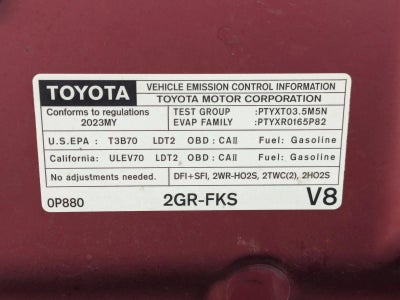 TOYOTA VEHICLE EMISSION CONTROL INFORMATION
TOYOTA MOTOR CORPORATION
Conforms to regulations TEST GROUP :PTYXT03.5M5N
2023MY EVAP FAMILY :PTYXR0165P82
U.S.EPA : T3B70 LDT2 OBD : CAII Fuel: Gasoline
California: ULEV70 LDT2 OBD : CAII Fuel: Gasoline
No adjustments needed. DFI+SFI, 2WR-HO2S, 2TWC(2), 2HO2S
0P880 2GR-FKS V8